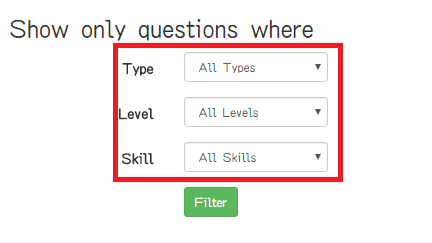 Show only questions where
Type All Types
Level All Levels
Skill All Skills
Filter